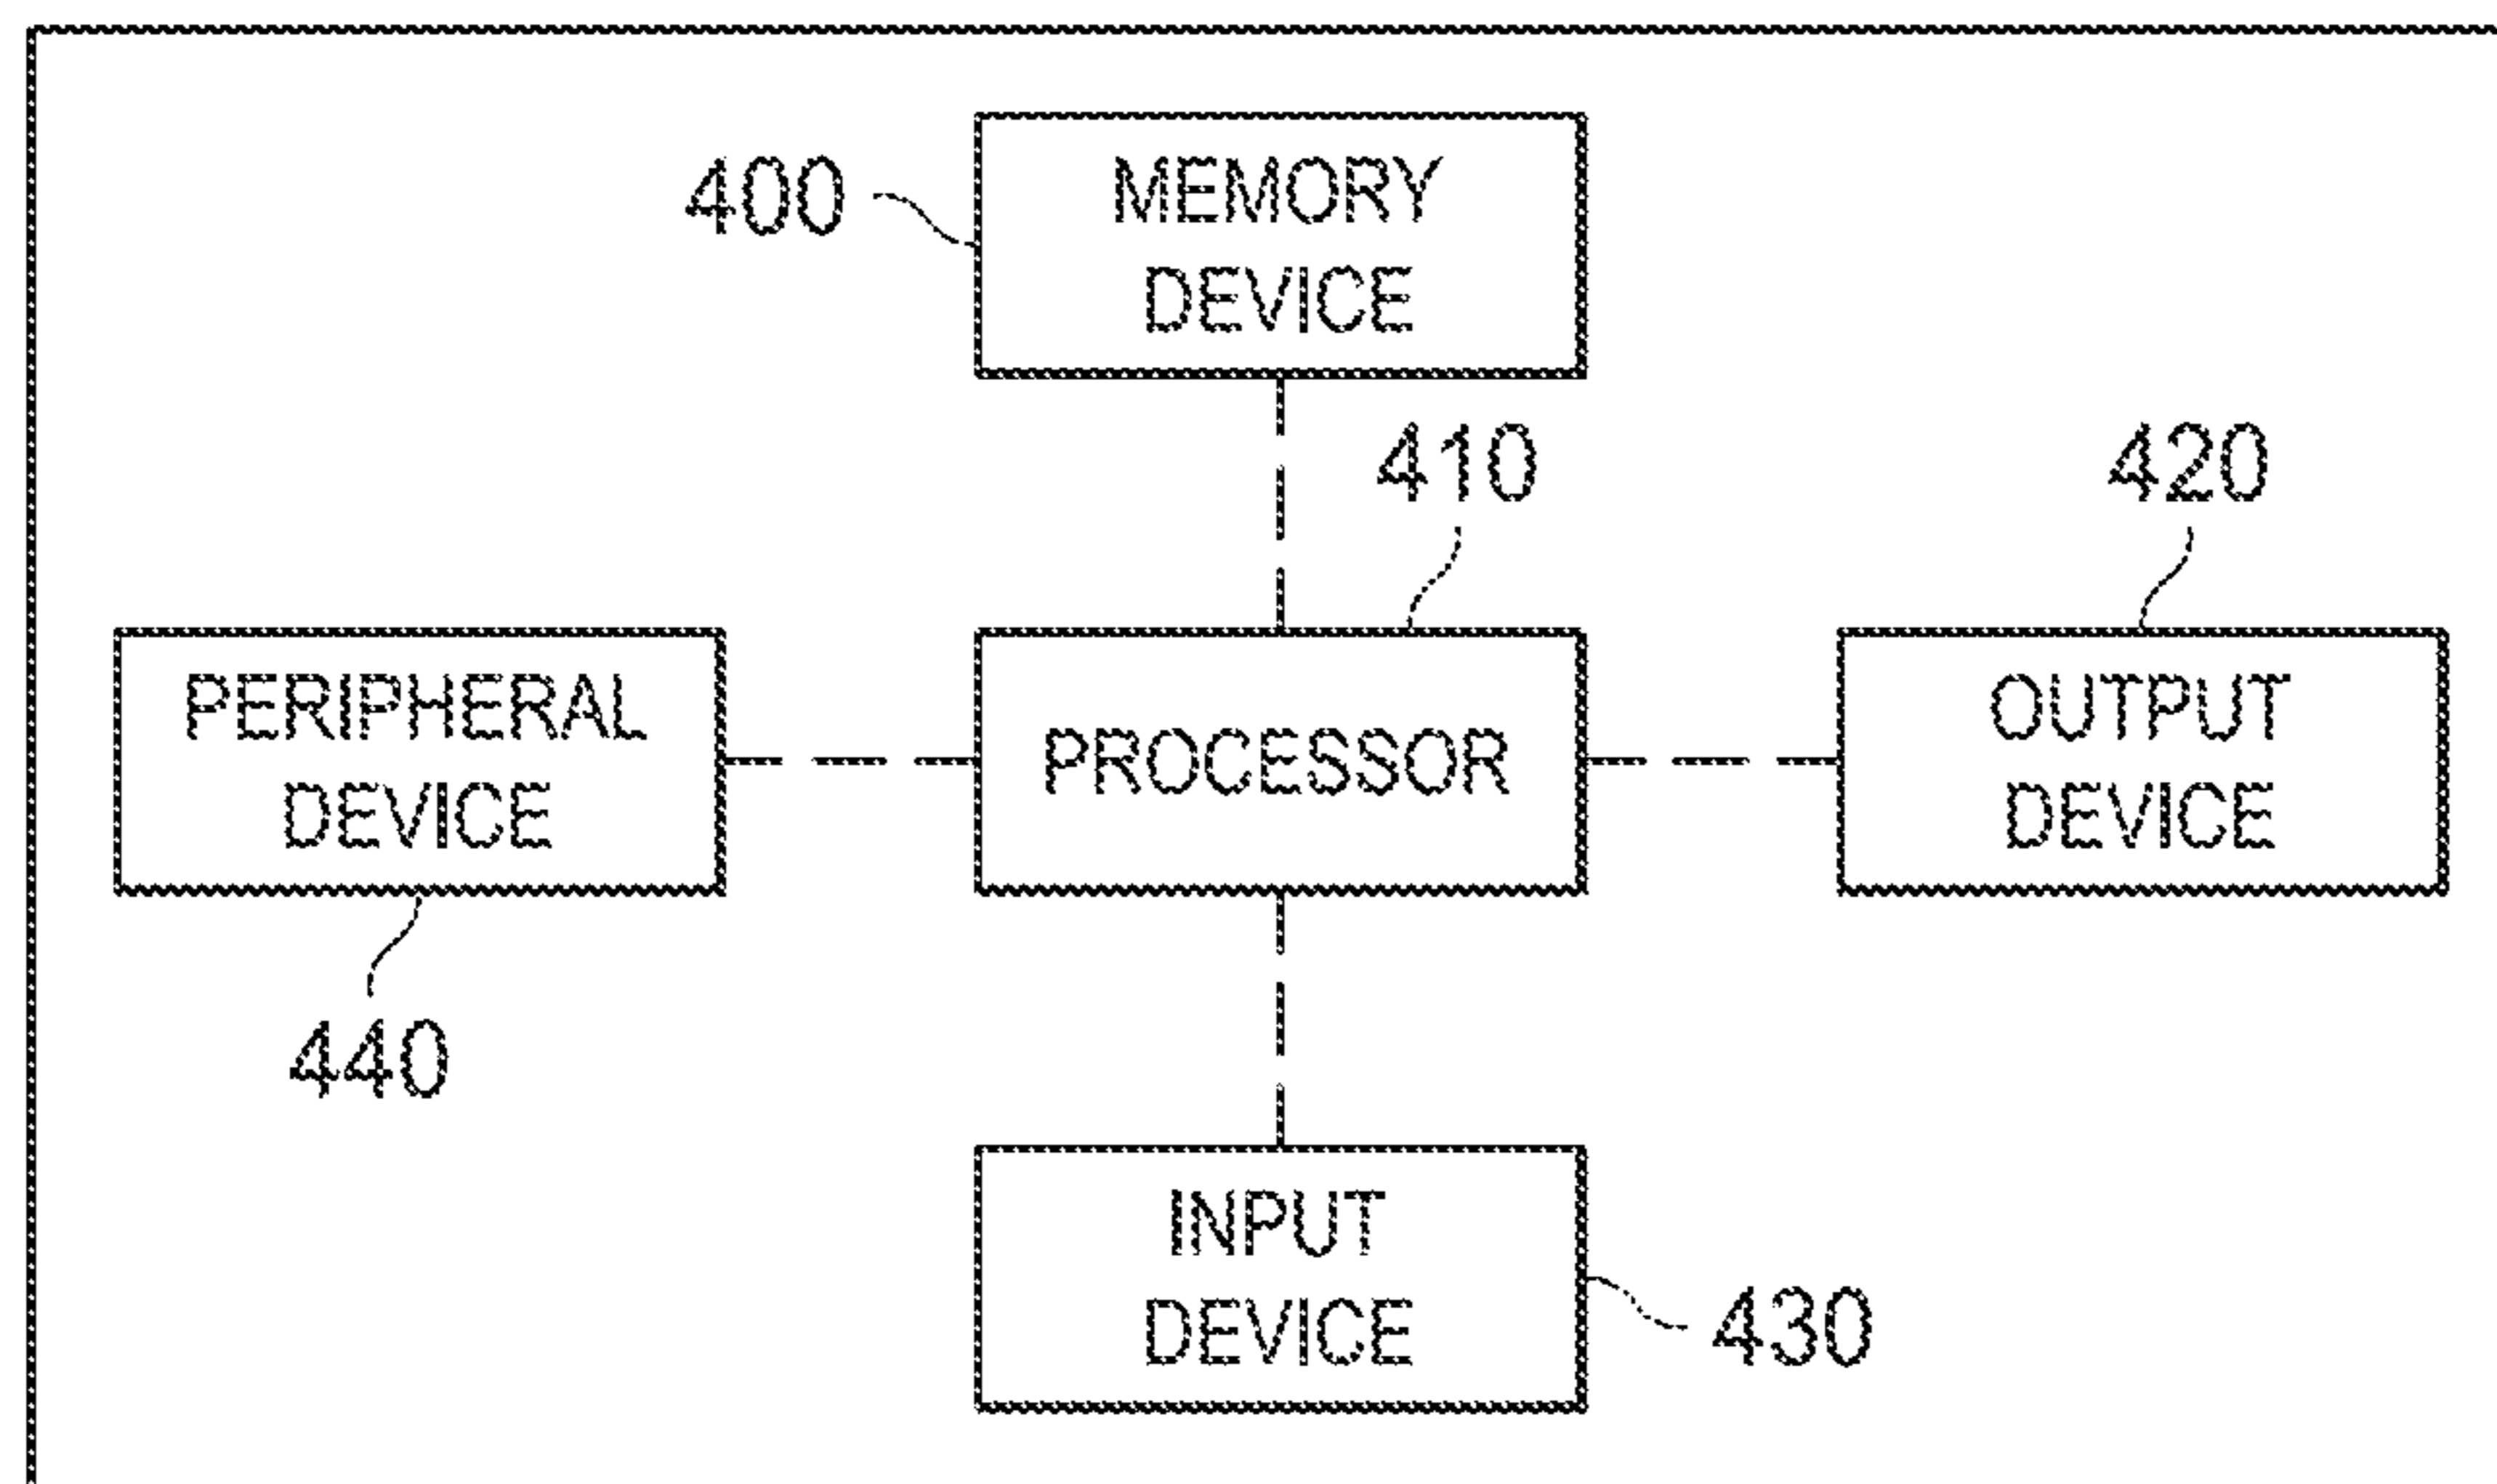 400
MEMORY
DEVICE
410
420
PERIPHERAL
DEVICE
PROCESSOR
OUTPUT
DEVICE
440
INPUT
DEVICE
430